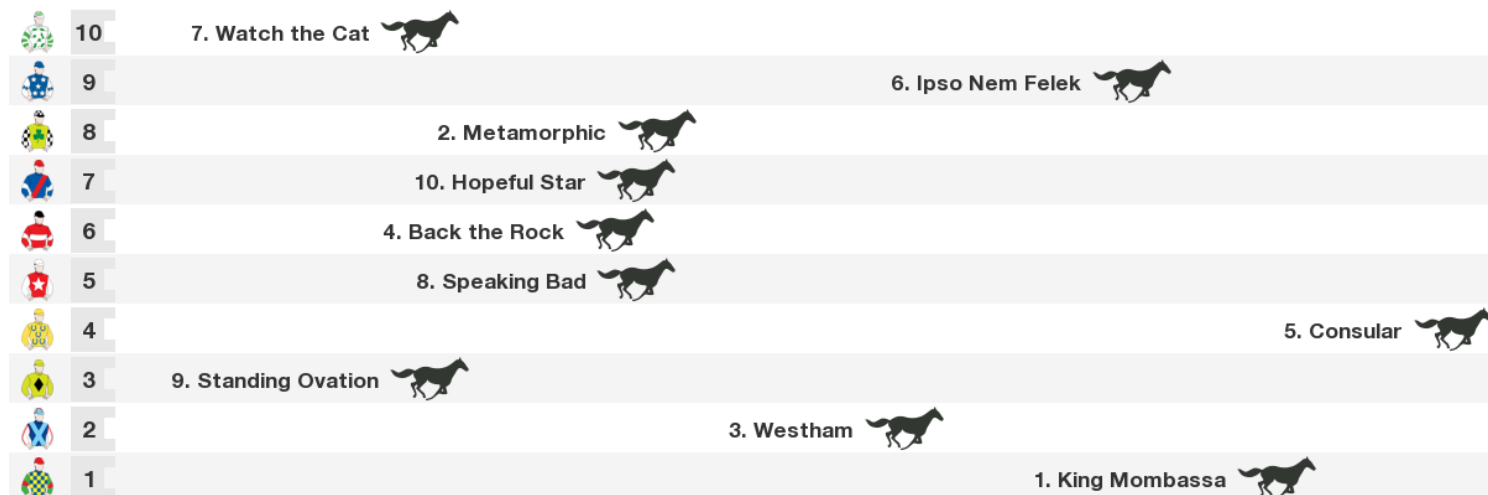 10 7. Watch the Cat
9 6. Ipso Nem Felek
8 2. Metamorphic
7 10. Hopeful Star
6 4. Back the Rock
5 8. Speaking Bad
4 5. Consular
3 9. Standing Ovation
2 3. Westham
1 1. King Mombassa